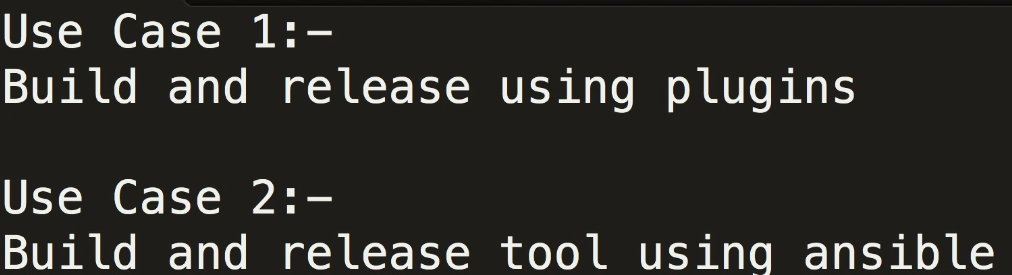 Use Case 1:-
Build and release using plugins
Use Case 2:-
Build and release tool using ansible